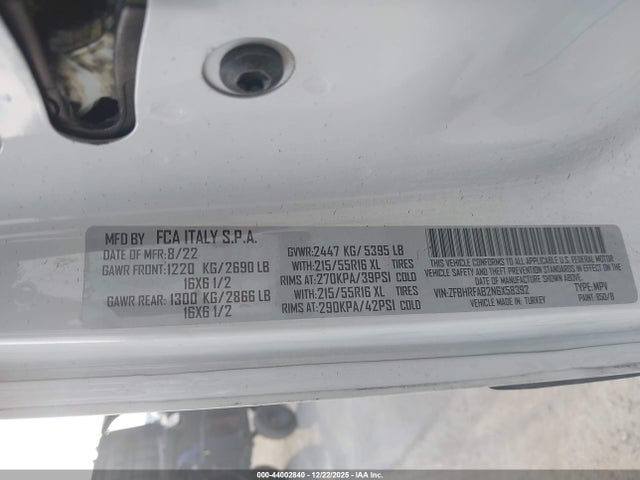 MFD BY FCA ITALY S.P.A.
DATE OF MFR: 8/22
GAWR FRONT: 1220 KG/2690 LB
16X6 1/2
GAWR REAR: 1300 KG/2866 LB
16X6 1/2
GVWR: 2447 KG/ 5395 LB
WITH: 215/55R16 XL TIRES
RIMS AT: 270KPA/39PSI COLD
WITH: 215/55R16 XL TIRES
RIMS AT: 290KPA/42PSI COLD
THIS VEHICLE CONFORMS TO ALL APPLICABLE U.S. FEDERAL MOTOR
VEHICLE SAFETY, BUMPER AND THEFT PREVENTION STANDARDS IN EFFECT ON THE DATE
OF MANUFACTURE SHOWN ABOVE.
VIN: ZFBHRFAB2N6X58392 TYPE: MPV
MADE IN: TURKEY PAINT: 850/B
000-44002840 - 12/22/2025 - IAA Inc.